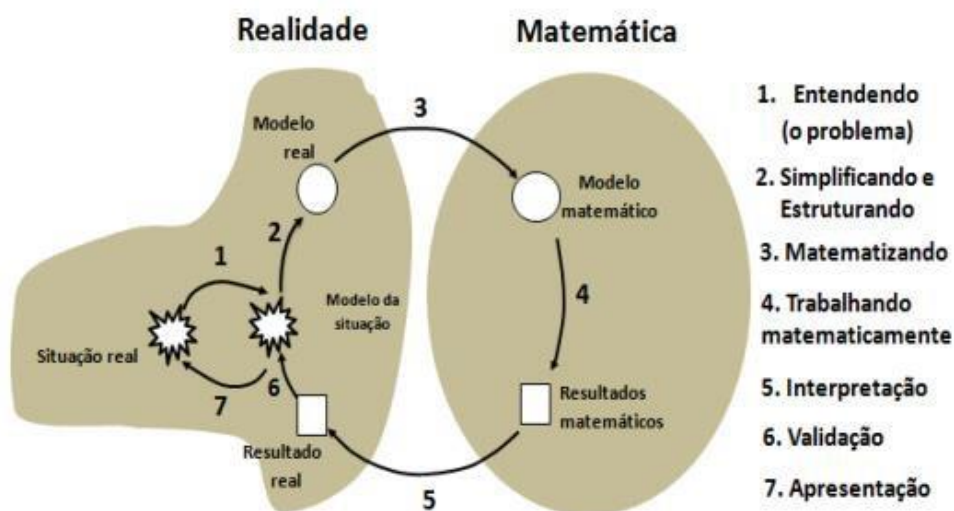 Realidade
Matemática
Modelo
real
3
Modelo
matemático
2
1
Modelo da
situação
4
Situação real
6
7
Resultado
real
Resultados
matemáticos
5
1. Entendendo
(o problema)
2. Simplificando e
Estruturando
3. Matematizando
4. Trabalhando
matematicamente
5. Interpretação
6. Validação
7. Apresentação